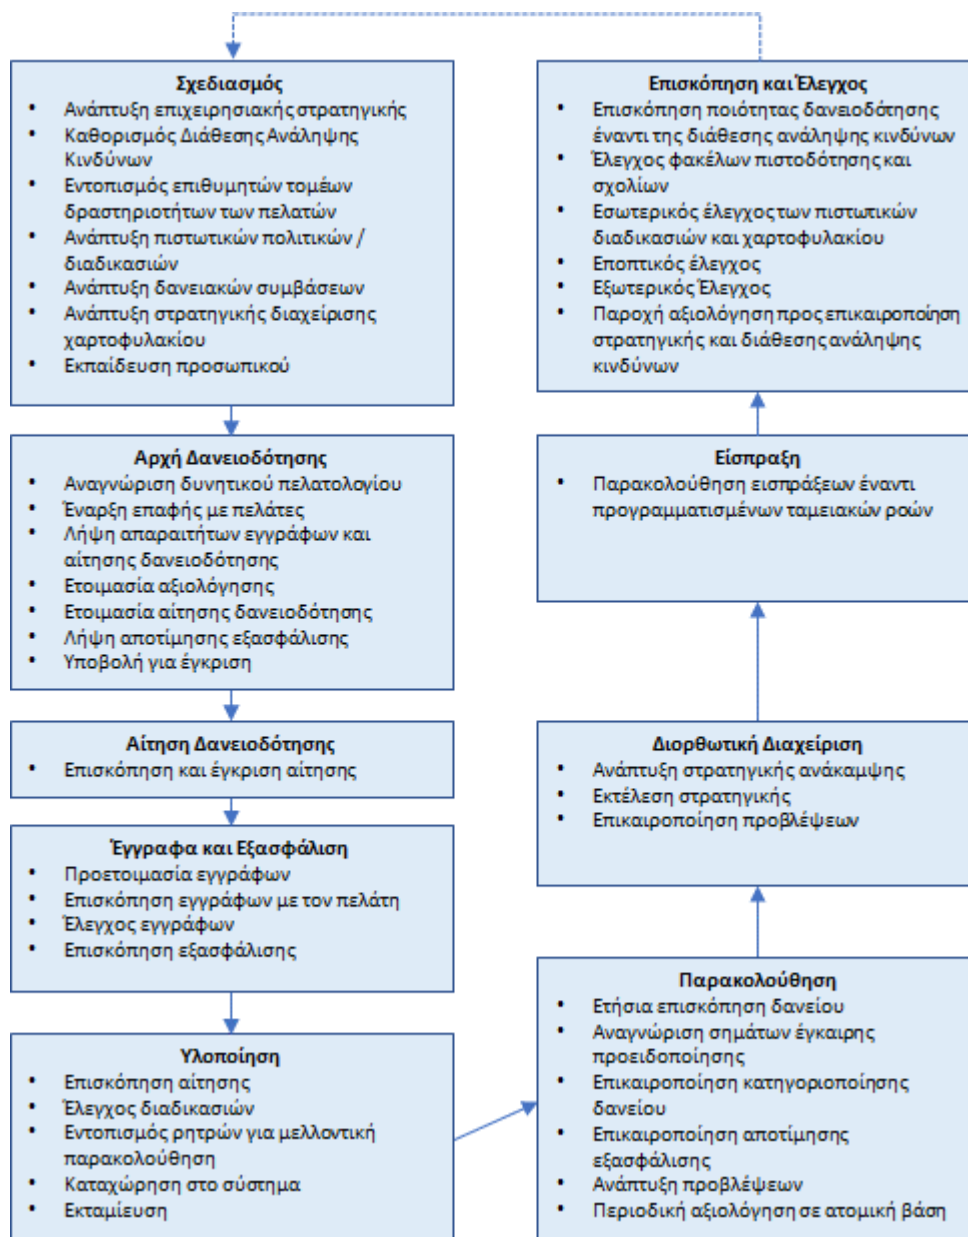 Σχεδιασμός
• Ανάπτυξη επιχειρησιακής στρατηγικής
• Καθορισμός Διάθεσης Ανάληψης
Κινδύνων
• Εντοπισμός επιθυμητών τομέων
δραστηριοτήτων των πελατών
• Ανάπτυξη πιστωτικών πολιτικών /
διαδικασιών
• Ανάπτυξη δανειακών συμβάσεων
• Ανάπτυξη στρατηγικής διαχείρισης
χαρτοφυλακίου
• Εκπαίδευση προσωπικού
Αρχή Δανειοδότησης
• Αναγνώριση δυνητικού πελατολογίου
• Έναρξη επαφής με πελάτες
• Λήψη απαραιτήτων εγγράφων και
αίτησης δανειοδότησης
• Ετοιμασία αξιολόγησης
• Ετοιμασία αίτησης δανειοδότησης
• Λήψη αποτίμησης εξασφάλισης
• Υποβολή για έγκριση
Αίτηση Δανειοδότησης
• Επισκόπηση και έγκριση αίτησης
Έγγραφα και Εξασφάλιση
• Προετοιμασία εγγράφων
• Επισκόπηση εγγράφων με τον πελάτη
• Έλεγχος εγγράφων
• Επισκόπηση εξασφάλισης
Υλοποίηση
• Επισκόπηση αίτησης
• Έλεγχος διαδικασιών
• Εντοπισμός ρητρών για μελλοντική
παρακολούθηση
• Καταχώρηση στο σύστημα
• Εκταμίευση
Παρακολούθηση
• Ετήσια επισκόπηση δανείου
• Αναγνώριση σημάτων έγκαιρης
προειδοποίησης
• Επικαιροποίηση κατηγοριοποίησης
δανείου
• Επικαιροποίηση αποτίμησης
εξασφάλισης
• Ανάπτυξη προβλέψεων
• Περιοδική αξιολόγηση σε ατομική βάση
Διορθωτική Διαχείριση
• Ανάπτυξη στρατηγικής ανάκαμψης
• Εκτέλεση στρατηγικής
• Επικαιροποίηση προβλέψεων
Είσπραξη
• Παρακολούθηση εισπράξεων έναντι
προγραμματισμένων ταμειακών ροών
Επισκόπηση και Έλεγχος
• Επισκόπηση ποιότητας δανειοδότησης
έναντι της διάθεσης ανάληψης κινδύνων
• Έλεγχος φακέλων πιστοδότησης και
σχολίων
• Εσωτερικός έλεγχος των πιστωτικών
διαδικασιών και χαρτοφυλακίου
• Εποπτικός έλεγχος
• Εξωτερικός Έλεγχος
• Παροχή αξιολόγηση προς επικαιροποίηση
στρατηγικής και διάθεσης ανάληψης
κινδύνων